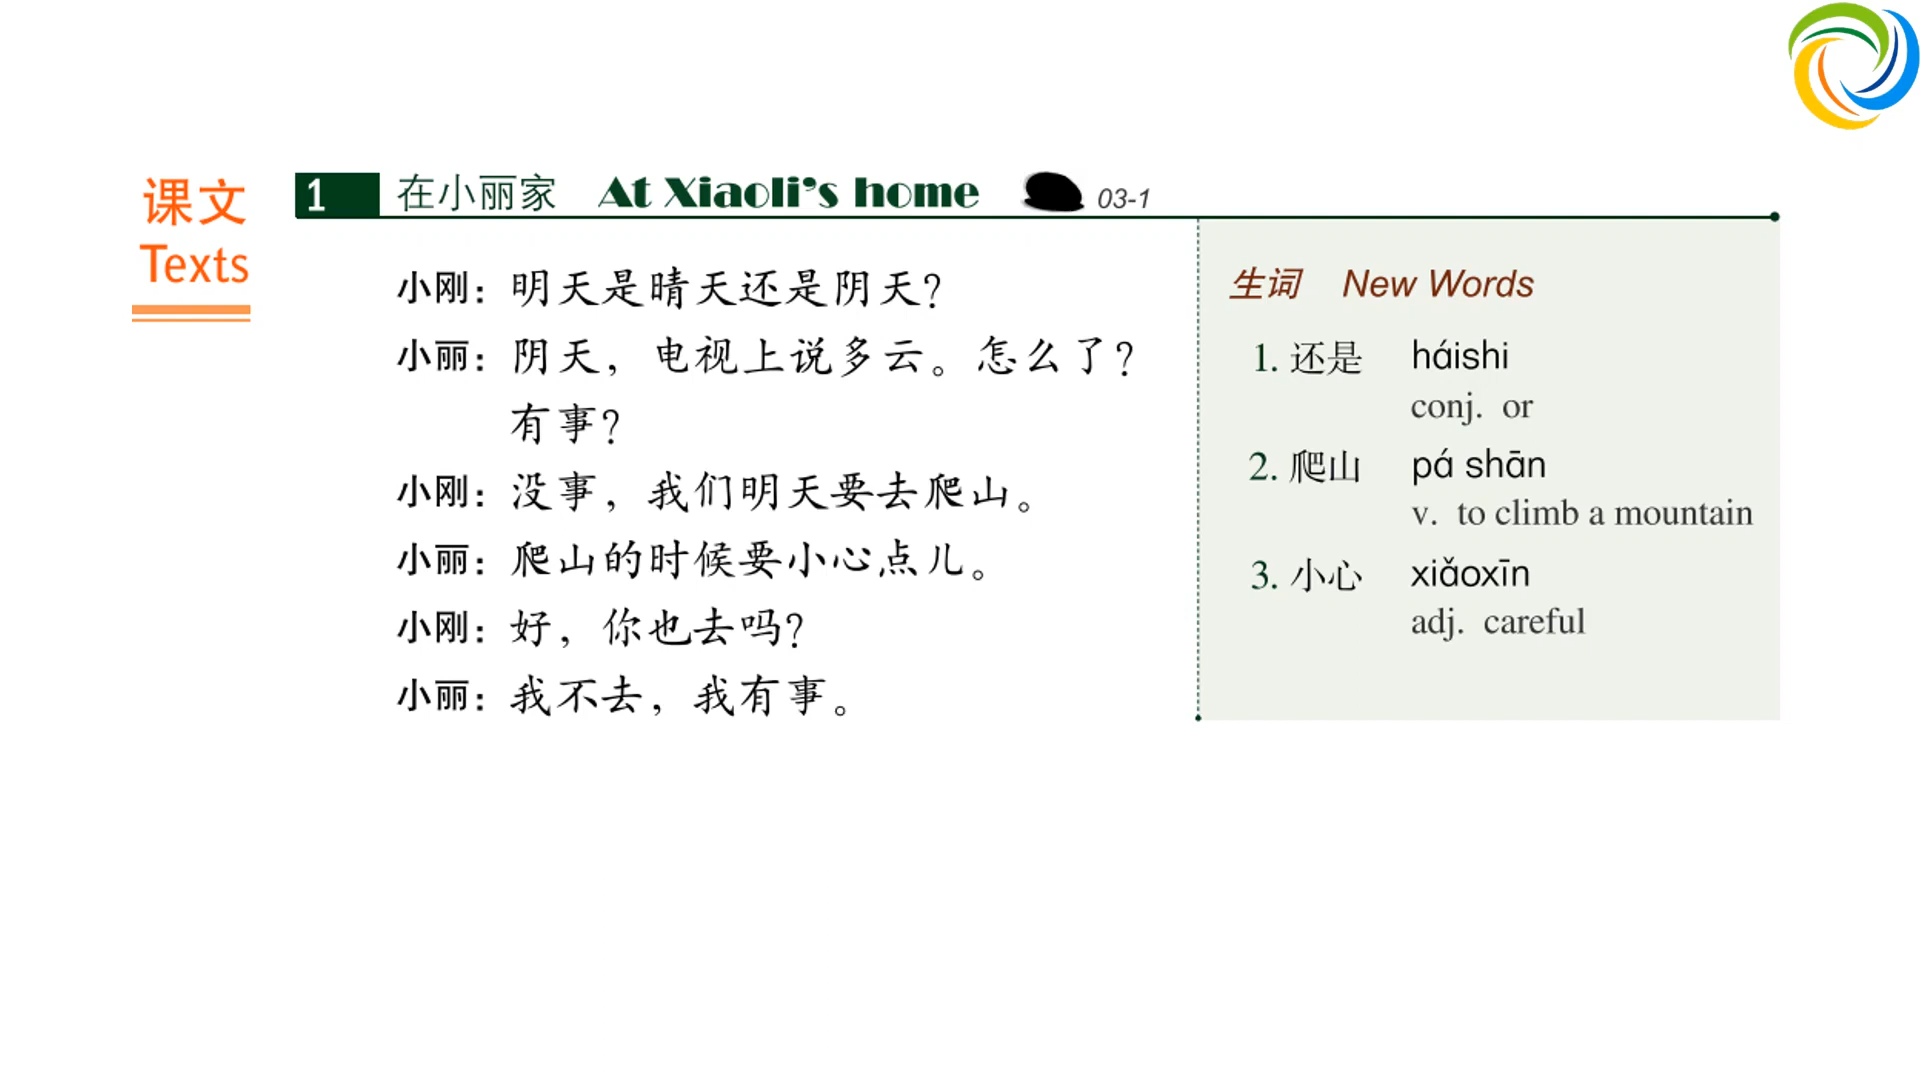 课文
Texts
1 在小丽家 At Xiaoli's home 03-1
小刚：明天是晴天还是阴天？
小丽：阴天，电视上说多云。怎么了？
有事？
小刚：没事，我们明天要去爬山。
小丽：爬山的时候要小心点儿。
小刚：好，你也去吗？
小丽：我不去，我有事。
生词 New Words
1. 还是 háishi
conj. or
2. 爬山 pá shān
v. to climb a mountain
3. 小心 xiǎoxīn
adj. careful